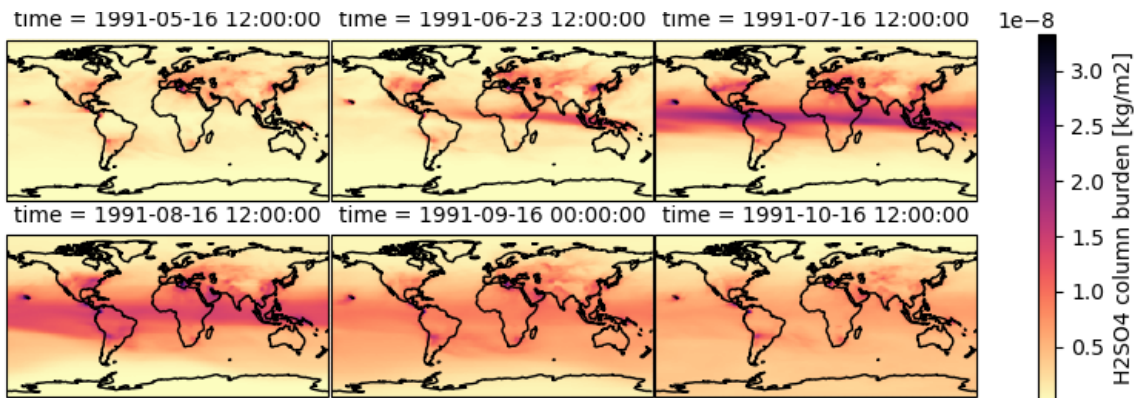 time = 1991-05-16 12:00:00 time = 1991-06-23 12:00:00 time = 1991-07-16 12:00:00
1e−8
3.0
2.5
2.0
1.5
1.0
0.5
H2SO4 column burden [kg/m2]
time = 1991-08-16 12:00:00 time = 1991-09-16 00:00:00 time = 1991-10-16 12:00:00